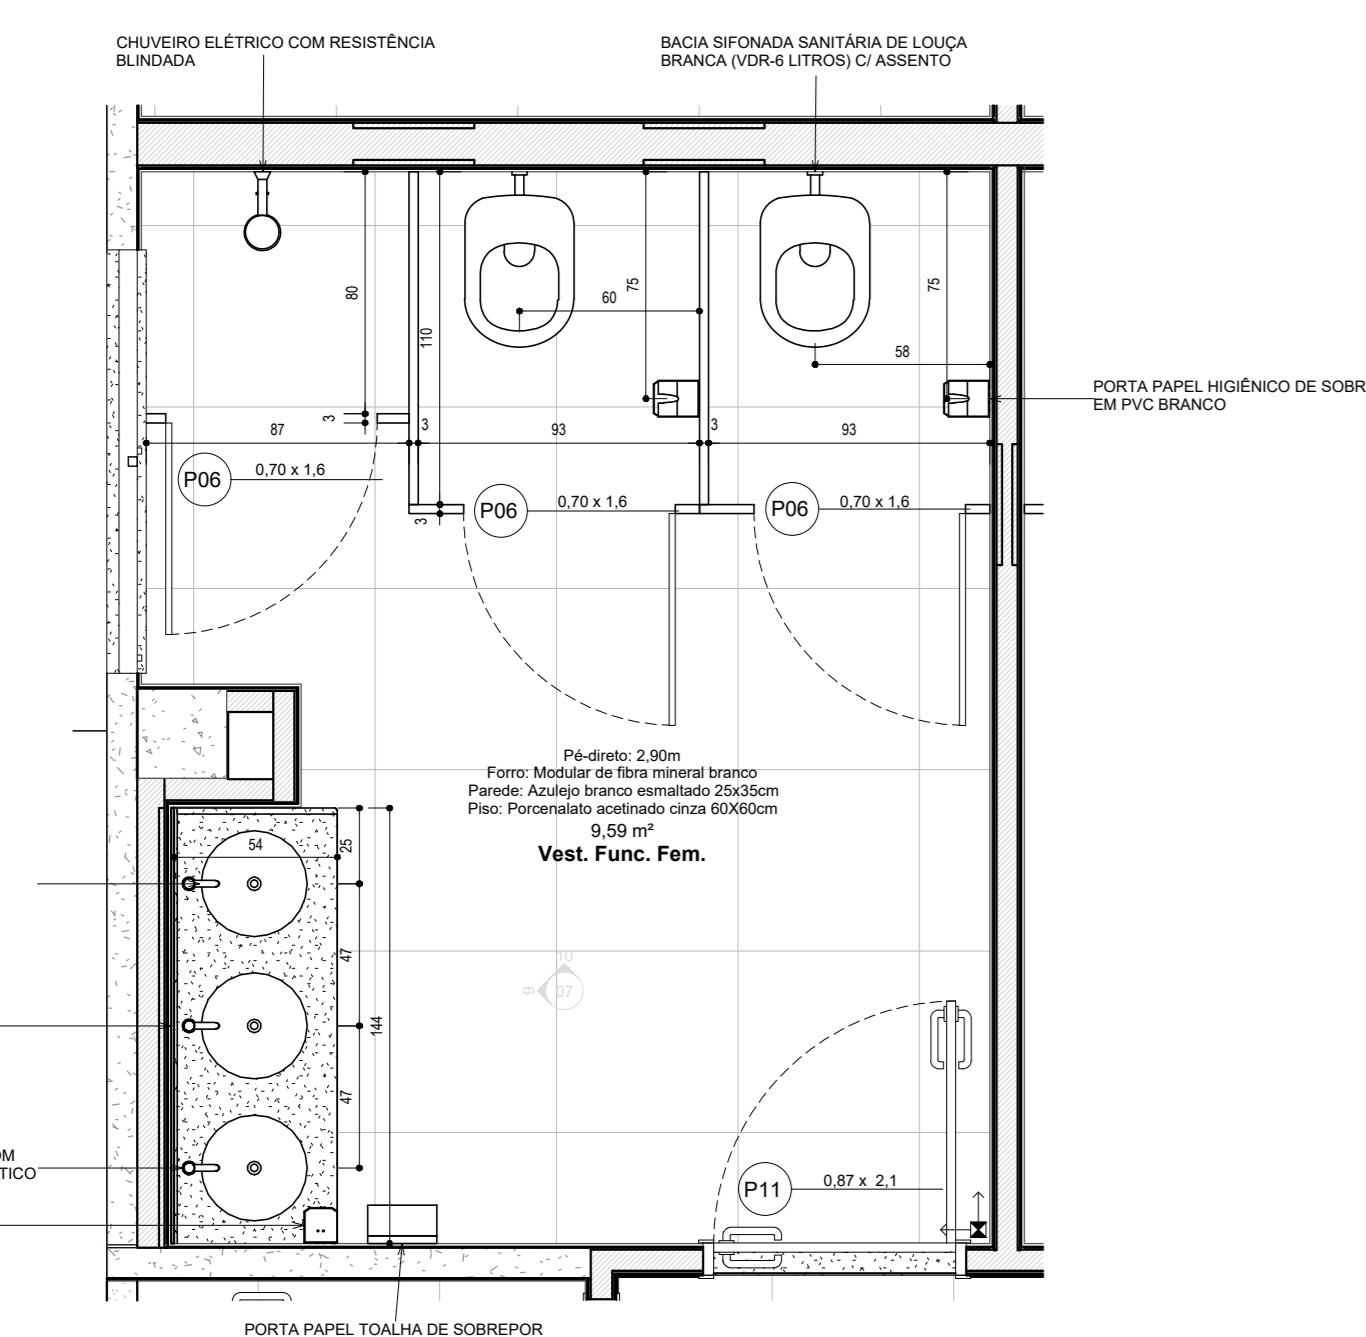 CHUVEIRO ELÉTRICO COM RESISTÊNCIA
BLINDADA
BACIA SIFONADA SANITÁRIA DE LOUÇA
BRANCA (VDR-6 LITROS) C/ ASSENTO
80
110
75
60
75
58
PORTA PAPEL HIGIÊNICO DE SOBR
EM PVC BRANCO
3
87
3
93
3
93
P06
0,70 x 1,6
P06
0,70 x 1,6
P06
0,70 x 1,6
3
Pé-direto: 2,90m
Forro: Modular de fibra mineral branco
Parede: Azulejo branco esmaltado 25x35cm
Piso: Porcenalato acetinado cinza 60X60cm
9,59 m²
Vest. Func. Fem.
54
25
47
10
9
07
144
47
OM
TICO
P11
0,87 x 2,1
PORTA PAPEL TOALHA DE SOBREPOR